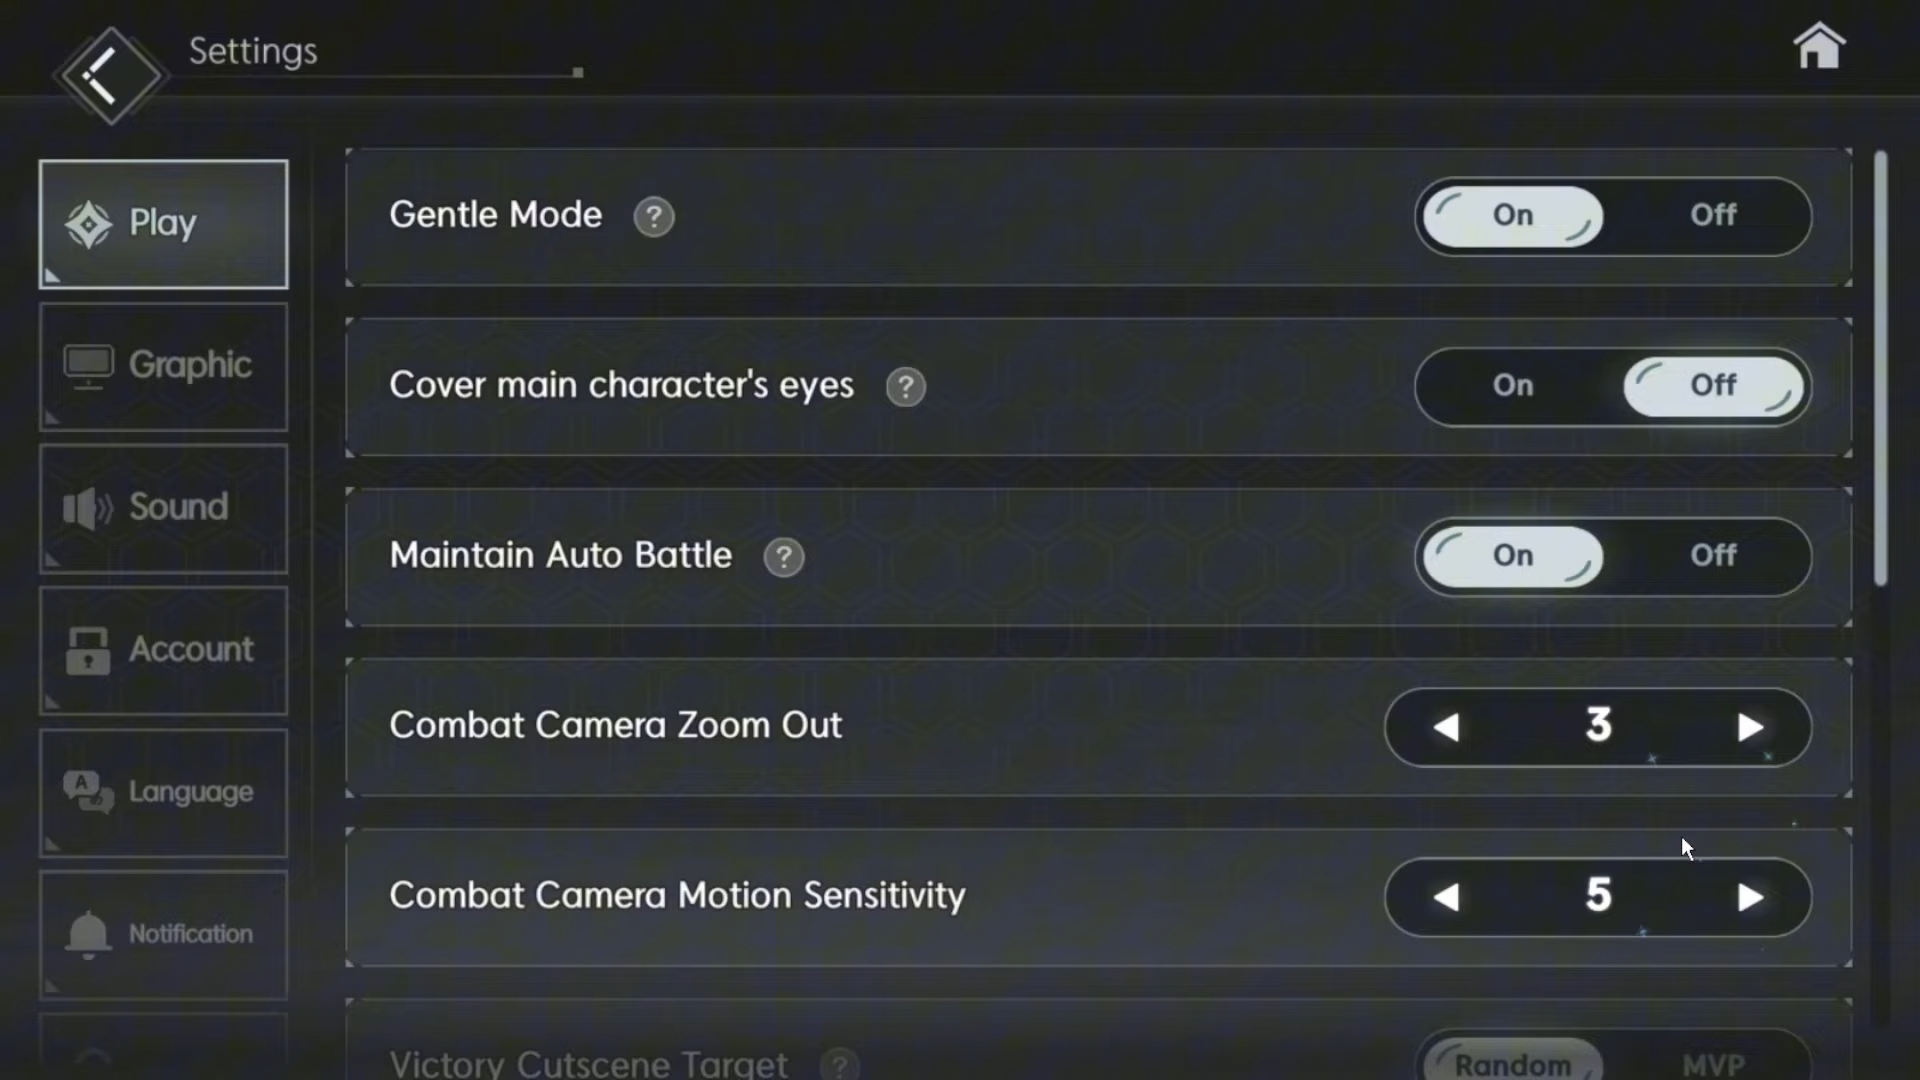 Settings
Play
Graphic
Sound
Account
Language
Notification
Gentle Mode ? On Off
Cover main character's eyes ? On Off
Maintain Auto Battle ? On Off
Combat Camera Zoom Out 3
Combat Camera Motion Sensitivity 5
Victory Cutscene Target ? Random MVP